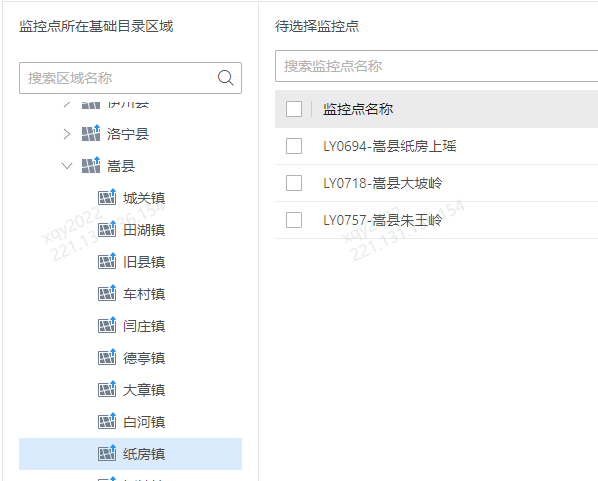 监控点所在基础目录区域
搜索区域名称
伊川县
洛宁县
嵩县
城关镇
田湖镇
旧县镇
车村镇
闫庄镇
德亭镇
大章镇
白河镇
纸房镇
待选择监控点
搜索监控点名称
监控点名称
LY0694-嵩县纸房上瑶
LY0718-嵩县大坡岭
LY0757-嵩县朱王岭
xqy2022
xqy2022